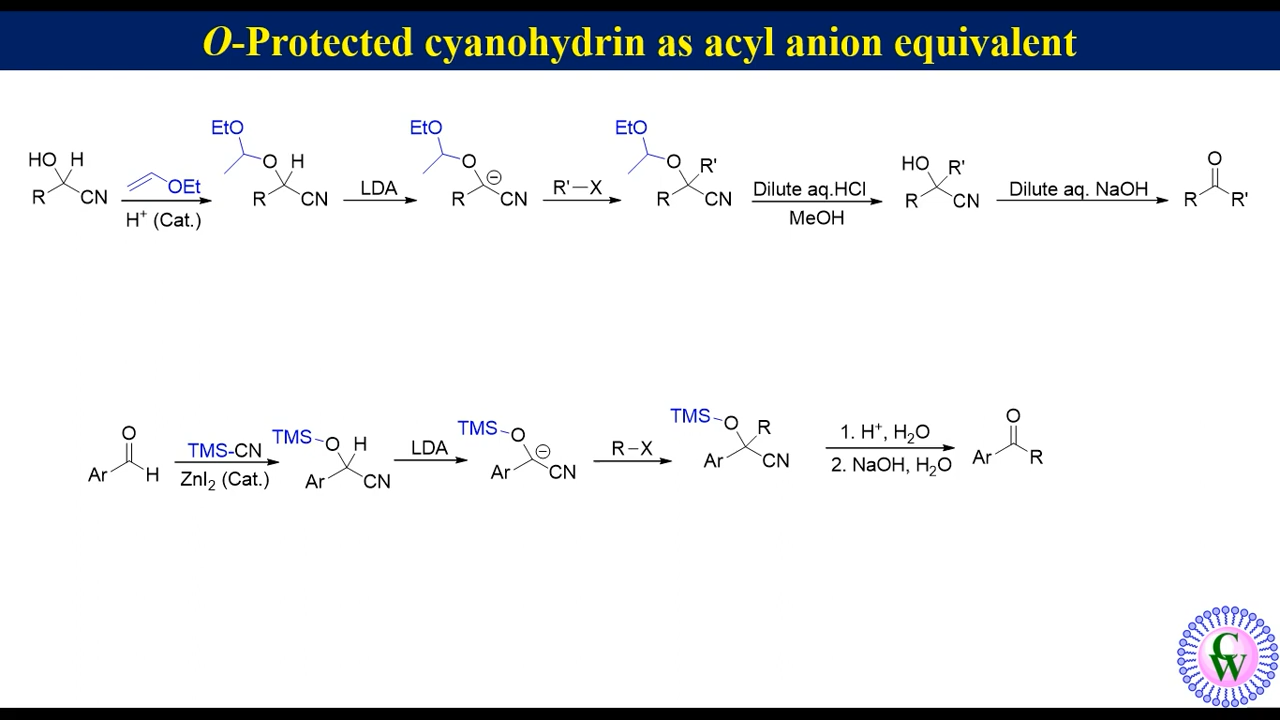 O-Protected cyanohydrin as acyl anion equivalent
EtO EtO EtO
HO H O H O O R' HO R' O
R CN OEt R CN LDA R ⊖ CN R'–X R CN Dilute aq.HCl R CN Dilute aq. NaOH R R'
H⁺ (Cat.) MeOH
O TMS-O H TMS-O TMS-O R O
Ar H TMS-CN Ar CN LDA Ar ⊖ CN R–X Ar CN 1. H⁺, H₂O Ar R
ZnI₂ (Cat.) 2. NaOH, H₂O
CW